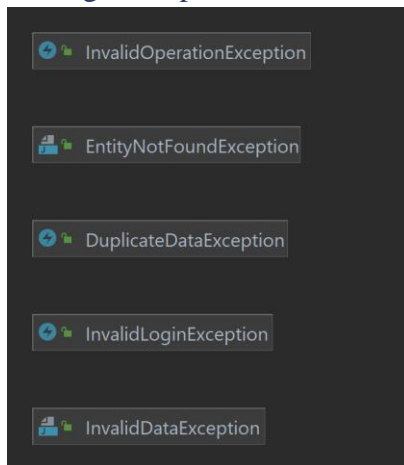 InvalidOperationException
EntityNotFoundException
DuplicateDataException
InvalidLoginException
InvalidDataException